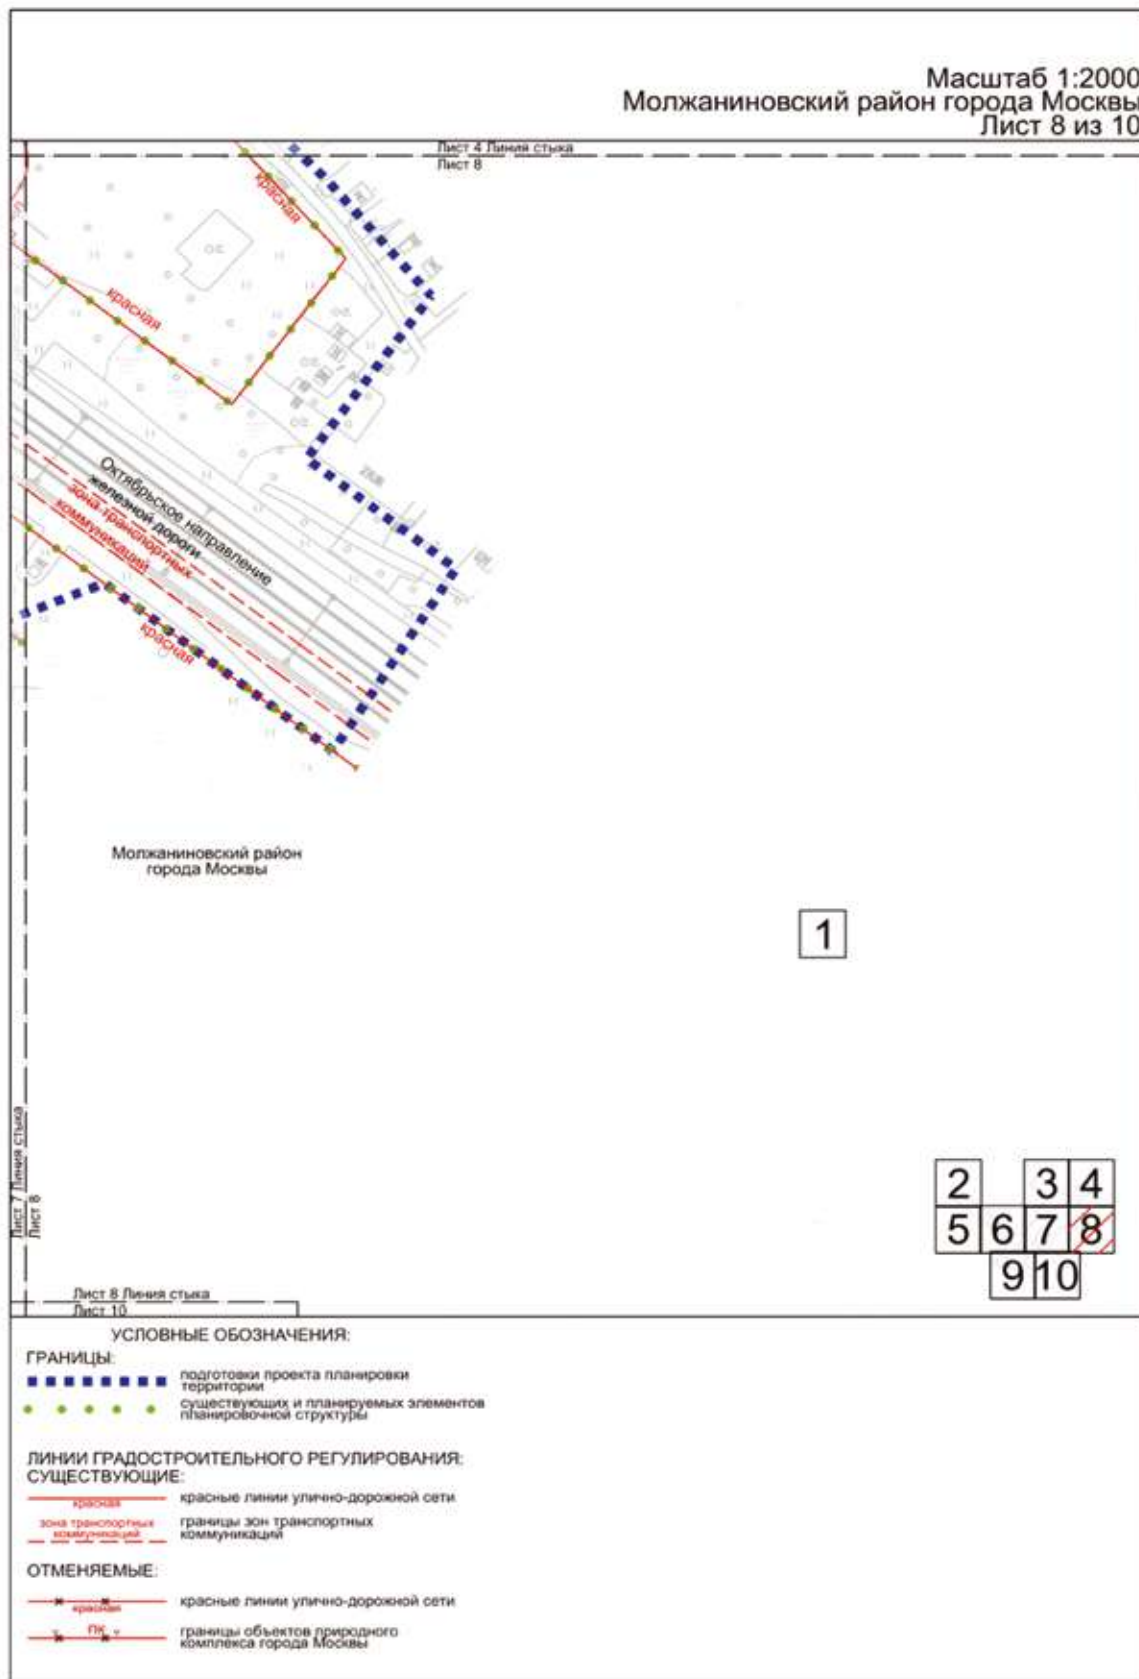 Масштаб 1:2000
Молжаниновский район города Москвы
Лист 8 из 10
Лист 4 Линия стыка
Лист 8
красная
красная
Октябрьское направление
железной дороги
зона транспортных
коммуникаций
красная
Молжаниновский район
города Москвы
1
Лист 7 Линия стыка
Лист 8
2 3 4
5 6 7 8
9 10
Лист 8 Линия стыка
Лист 10
УСЛОВНЫЕ ОБОЗНАЧЕНИЯ:
ГРАНИЦЫ:
подготовки проекта планировки
территории
существующих и планируемых элементов
планировочной структуры
ЛИНИИ ГРАДОСТРОИТЕЛЬНОГО РЕГУЛИРОВАНИЯ:
СУЩЕСТВУЮЩИЕ:
красная
красные линии улично-дорожной сети
зона транспортных
коммуникаций
границы зон транспортных
коммуникаций
ОТМЕНЯЕМЫЕ:
красная
красные линии улично-дорожной сети
ПК
границы объектов природного
комплекса города Москвы